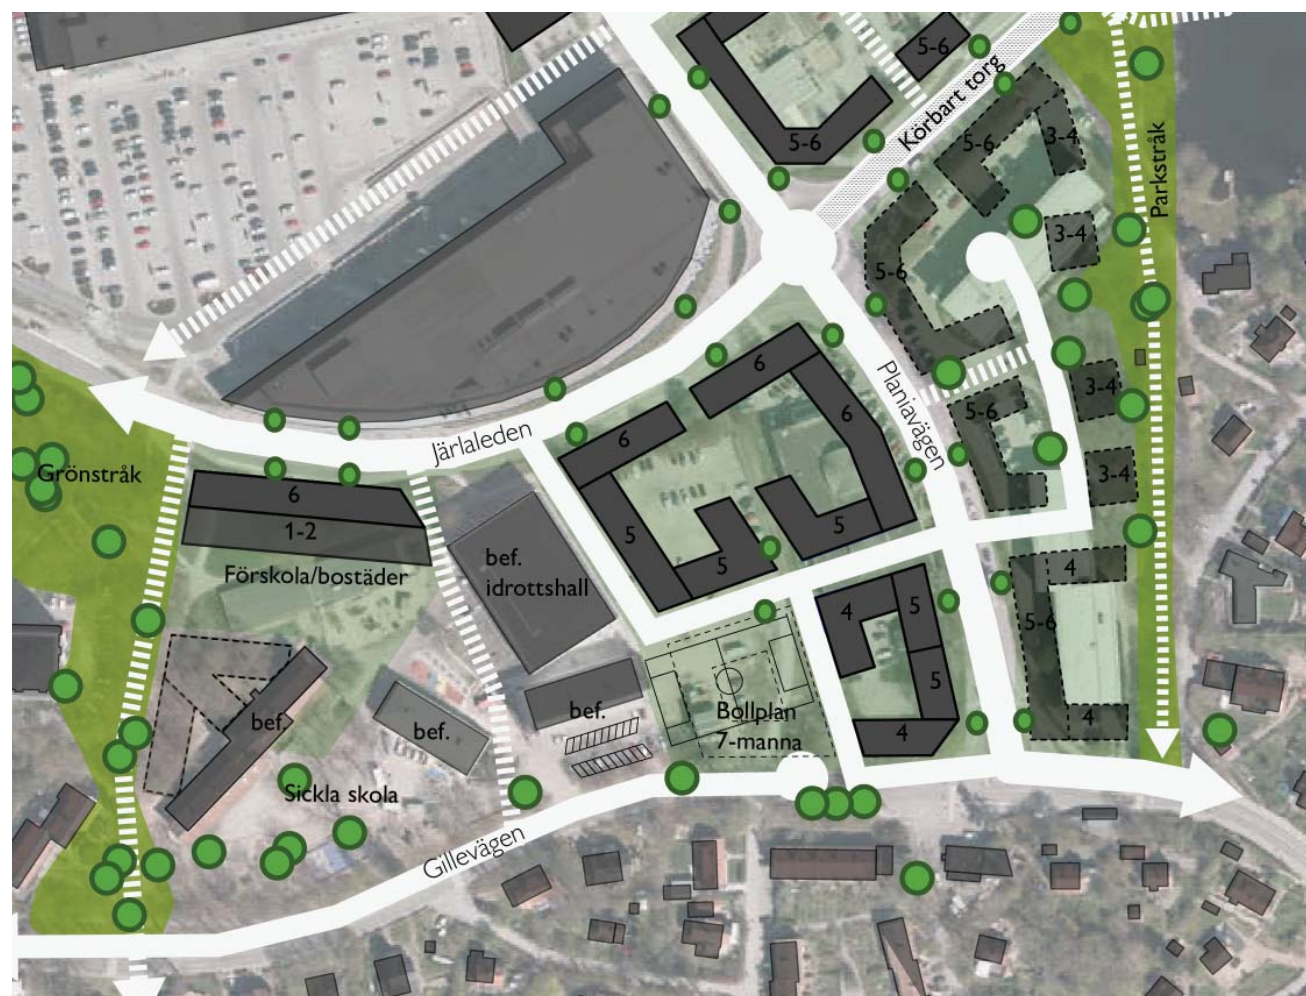 5-6
5-6
Körbart torg
5-6
3-4
Parkstråk
3-4
5-6
6
Planiavägen
3-4
6
5-6
6
Järlaleden
Grönstråk
3-4
6
5
5
1-2
5
bef.
idrottshall
Förskola/bostäder
4
4
5
5-6
5
bef.
bef.
bef.
Bollplan
7-manna
4
4
Sickla skola
Gillevägen